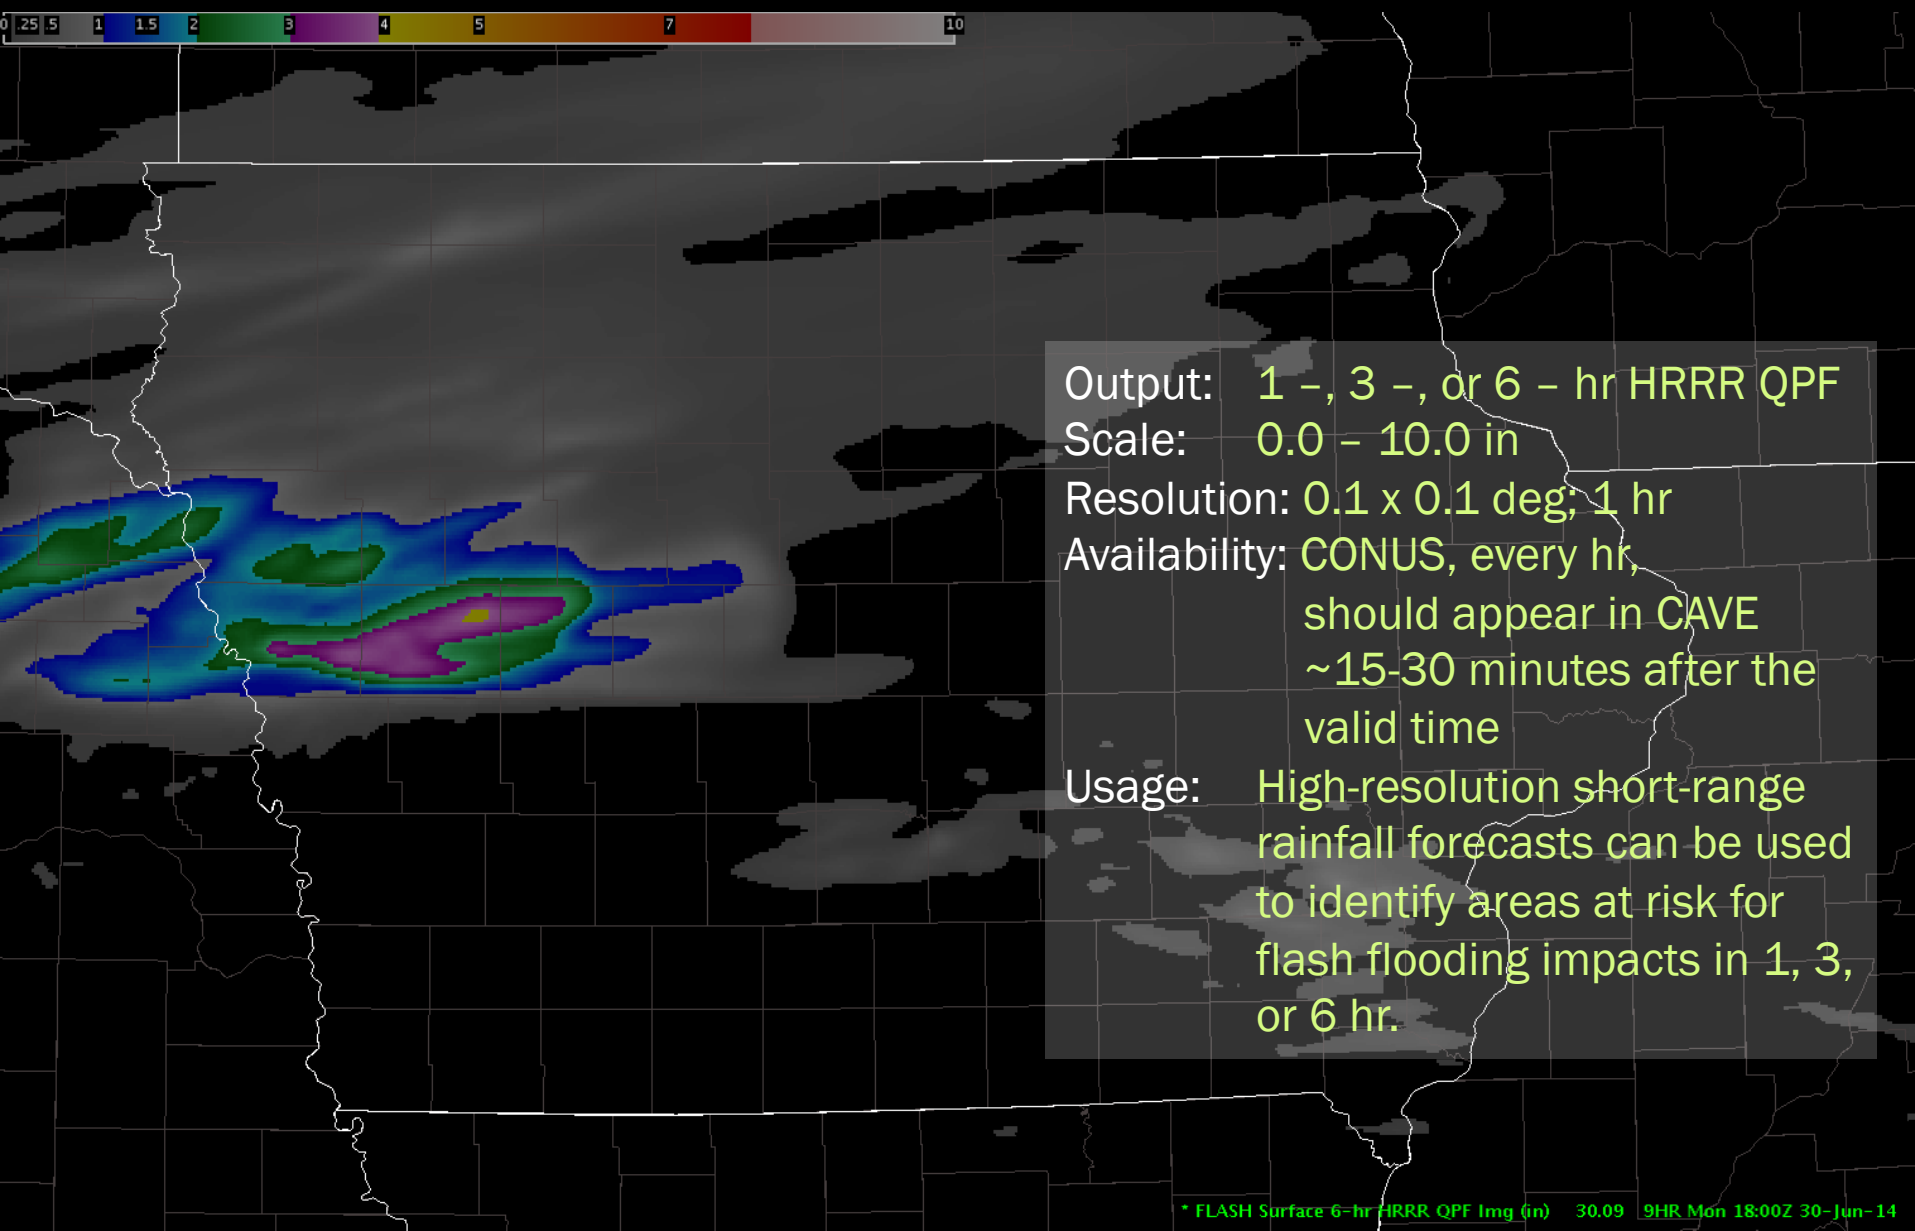 0 .25 .5 1 1.5 2 3 4 5 7 10
Output: 1 –, 3 –, or 6 – hr HRRR QPF
Scale: 0.0 – 10.0 in
Resolution: 0.1 x 0.1 deg; 1 hr
Availability: CONUS, every hr,
should appear in CAVE
~15-30 minutes after the
valid time
Usage: High-resolution short-range
rainfall forecasts can be used
to identify areas at risk for
flash flooding impacts in 1, 3,
or 6 hr.
* FLASH Surface 6-hr HRRR QPF Img (in) 30.09 9HR Mon 18:00Z 30-Jun-14